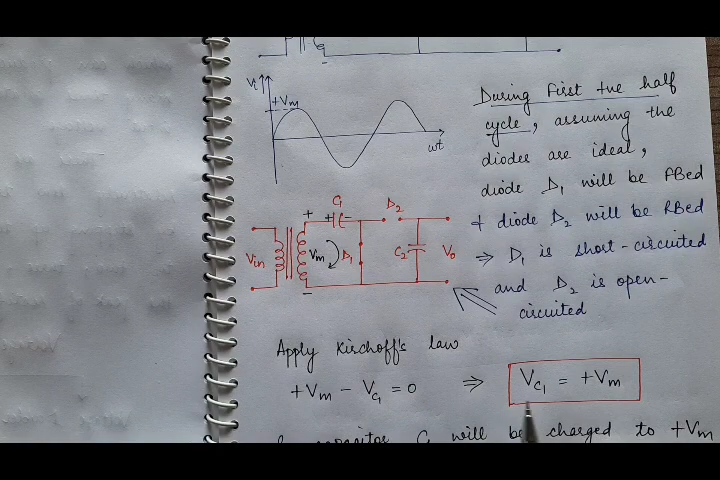 Vi
+Vm
ωt
During First +ve half
cycle, assuming the
diodes are ideal,
diode D1 will be FBed
+ diode D2 will be RBed
⇒ D1 is short-circuited
and D2 is open-
circuited
+ + C1 - D2
Vin Vm D1 C2 V0
-
Apply Kirchoff's law
+Vm - VC1 = 0 ⇒ VC1 = +Vm
capacitor C1 will be charged to +Vm